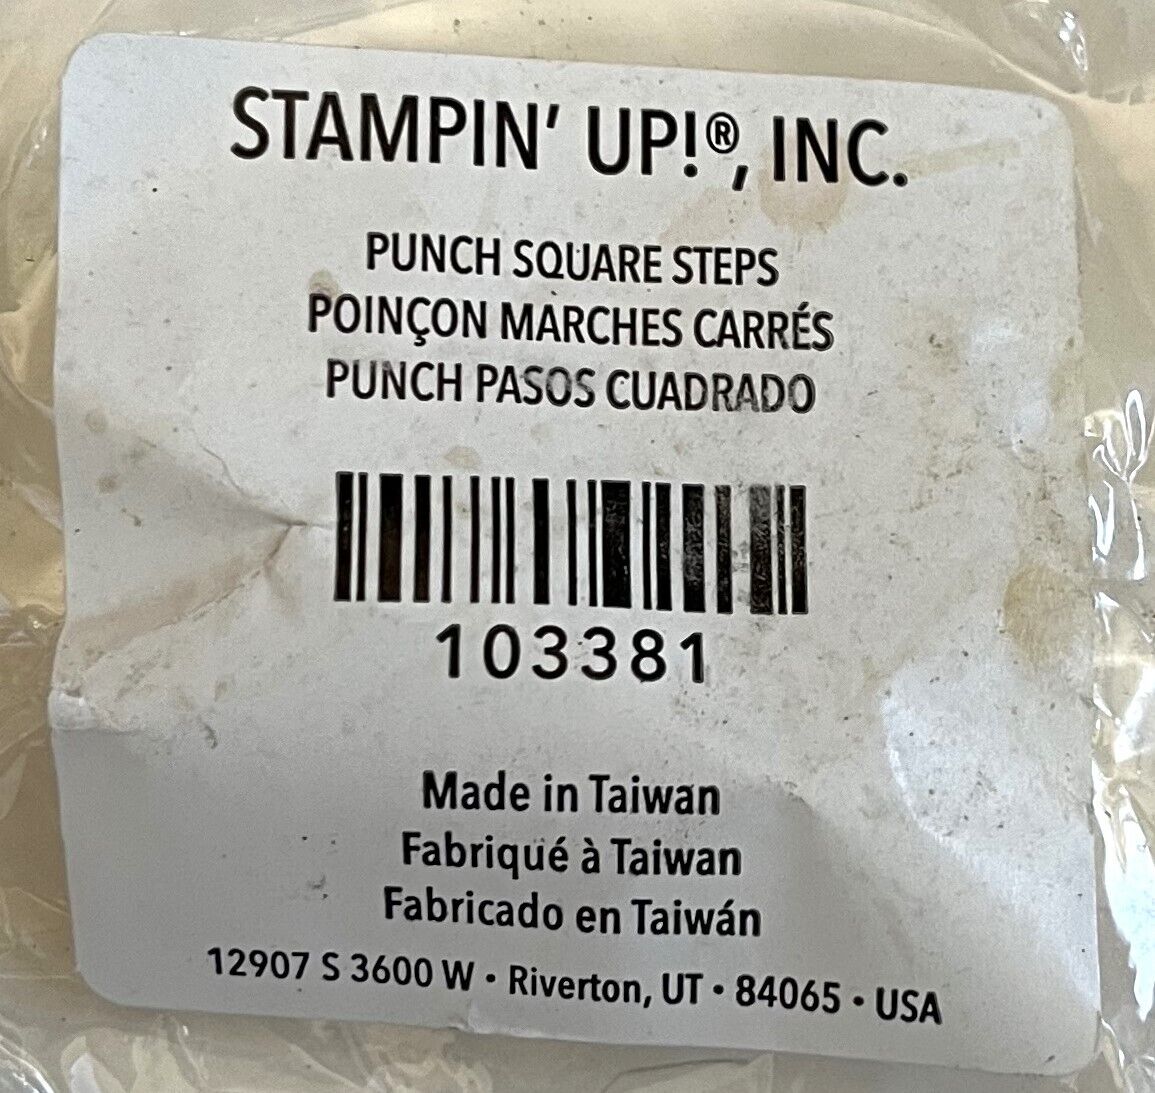 STAMPIN' UP!®, INC.
PUNCH SQUARE STEPS
POINÇON MARCHES CARRÉS
PUNCH PASOS CUADRADO
103381
Made in Taiwan
Fabriqué à Taiwan
Fabricado en Taiwán
12907 S 3600 W • Riverton, UT • 84065 • USA